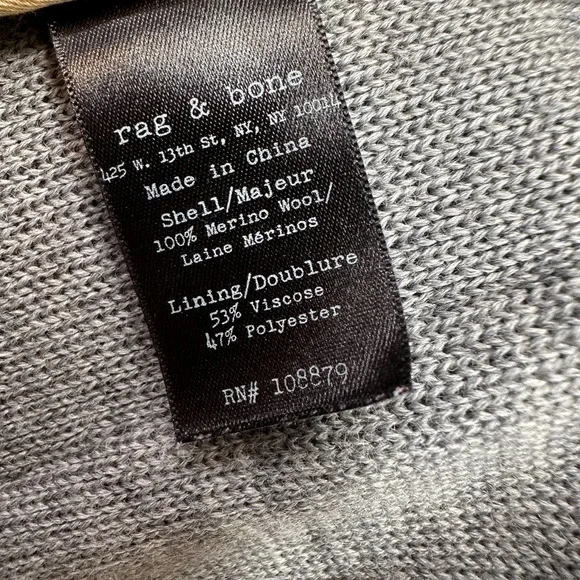 rag & bone
425 W. 13th St, NY, NY 10014
Made in China
Shell/Majeur
100% Merino Wool/
Laine Mérinos
Lining/Doublure
53% Viscose
47% Polyester
RN# 108879